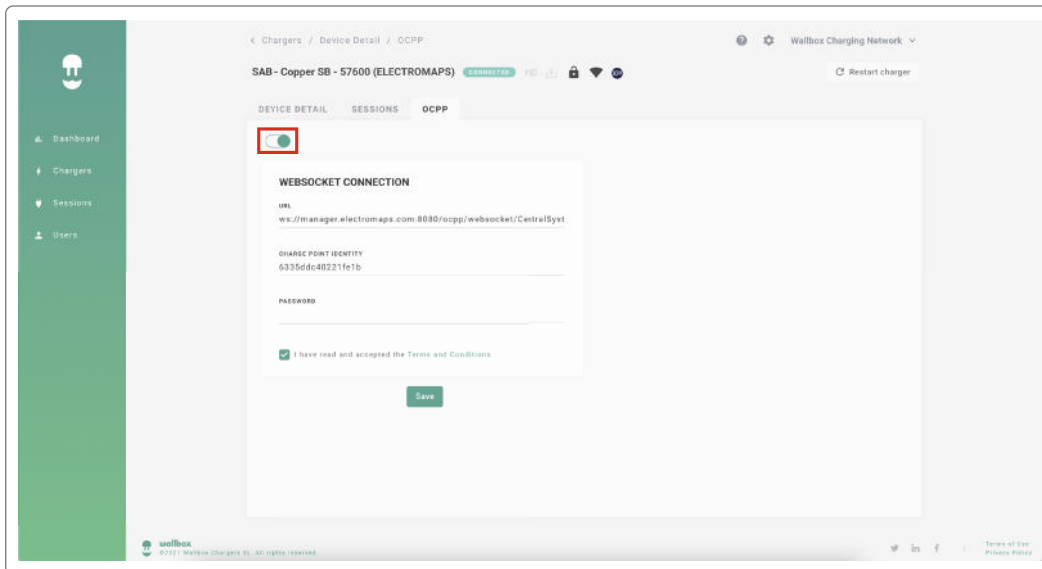 < Chargers / Device Detail / OCPP
Wallbox Charging Network
SAB - Copper SB - 57600 (ELECTROMAPS) CONNECTED
Restart charger
DEVICE DETAIL SESSIONS OCPP
Dashboard
Chargers
Sessions
Users
WEBSOCKET CONNECTION
URL
ws://manager.electromaps.com:8080/ocpp/websocket/CentralSyst
CHARGE POINT IDENTITY
6335ddc40221fe1b
PASSWORD
I have read and accepted the Terms and Conditions
Save
wallbox
©2021 Wallbox Chargers SL. All rights reserved.
Terms of Use
Privacy Policy